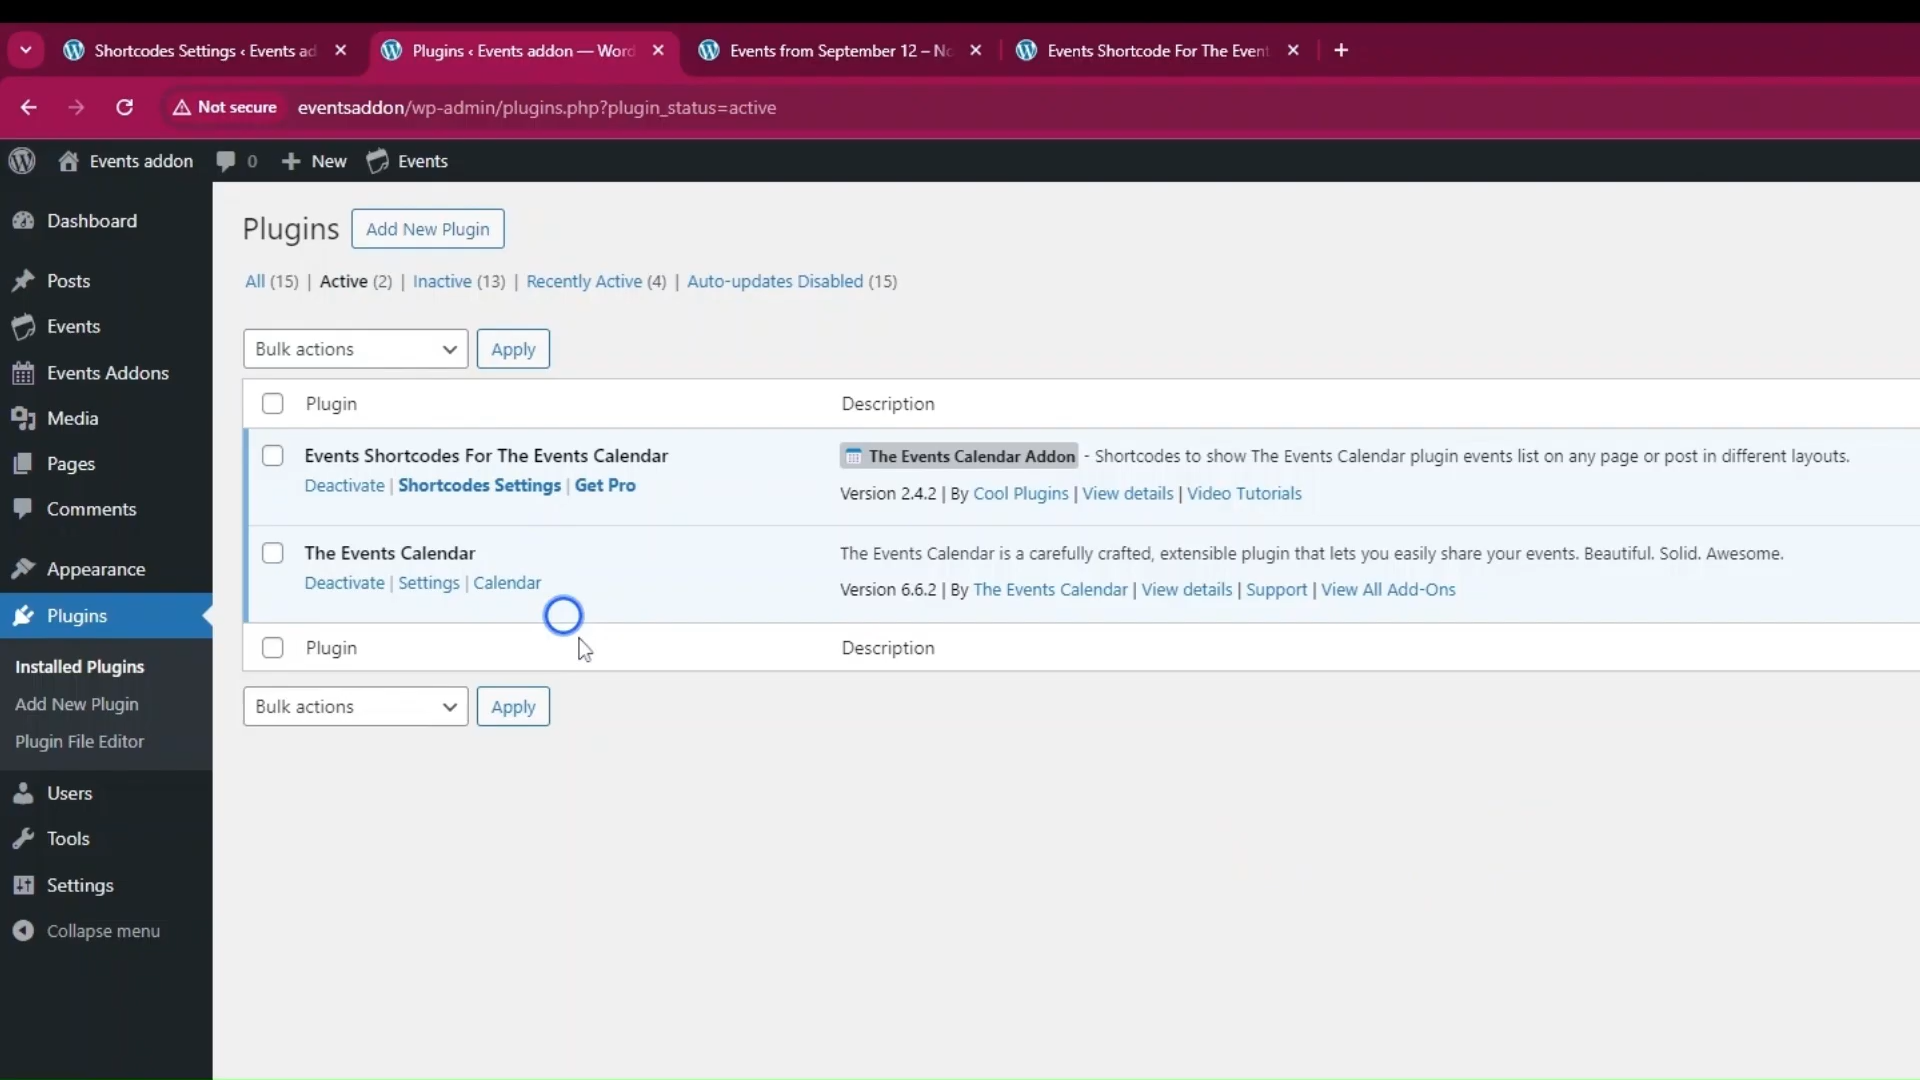 Shortcodes Settings ‹ Events ad
Plugins ‹ Events addon — Word
Events from September 12 – No
Events Shortcode For The Event
Not secure
eventsaddon/wp-admin/plugins.php?plugin_status=active
Events addon
0
New
Events
Dashboard
Posts
Events
Events Addons
Media
Pages
Comments
Appearance
Plugins
Installed Plugins
Add New Plugin
Plugin File Editor
Users
Tools
Settings
Collapse menu
Plugins
Add New Plugin
All (15) | Active (2) | Inactive (13) | Recently Active (4) | Auto-updates Disabled (15)
Bulk actions
Apply
Plugin
Description
Events Shortcodes For The Events Calendar
Deactivate | Shortcodes Settings | Get Pro
The Events Calendar Addon - Shortcodes to show The Events Calendar plugin events list on any page or post in different layouts.
Version 2.4.2 | By Cool Plugins | View details | Video Tutorials
The Events Calendar
Deactivate | Settings | Calendar
The Events Calendar is a carefully crafted, extensible plugin that lets you easily share your events. Beautiful. Solid. Awesome.
Version 6.6.2 | By The Events Calendar | View details | Support | View All Add-Ons
Plugin
Description
Bulk actions
Apply